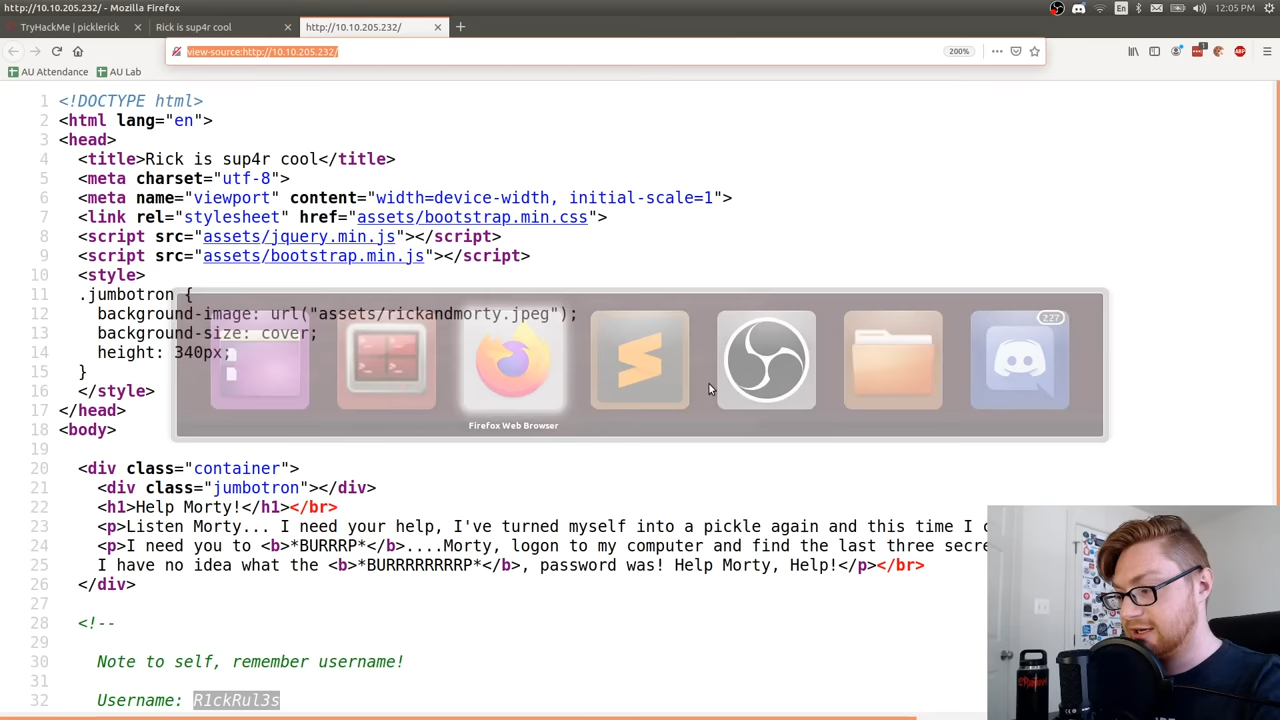 http://10.10.205.232/ - Mozilla Firefox
En
12:05 PM
TryHackMe | picklerick
Rick is sup4r cool
http://10.10.205.232/
view-source:http://10.10.205.232/
200%
ABP
AU Attendance
AU Lab
1 <!DOCTYPE html>
2 <html lang="en">
3 <head>
4 <title>Rick is sup4r cool</title>
5 <meta charset="utf-8">
6 <meta name="viewport" content="width=device-width, initial-scale=1">
7 <link rel="stylesheet" href="assets/bootstrap.min.css">
8 <script src="assets/jquery.min.js"></script>
9 <script src="assets/bootstrap.min.js"></script>
10 <style>
11 .jumbotron {
12 background-image: url("assets/rickandmorty.jpeg");
13 background-size: cover;
14 height: 340px;
15 }
16 </style>
17 </head>
18 <body>
19
20 <div class="container">
21 <div class="jumbotron"></div>
22 <h1>Help Morty!</h1></br>
23 <p>Listen Morty... I need your help, I've turned myself into a pickle again and this time I c
24 <p>I need you to <b>*BURRRP*</b>....Morty, logon to my computer and find the last three secre
25 I have no idea what the <b>*BURRRRRRRRP*</b>, password was! Help Morty, Help!</p></br>
26 </div>
27
28 <!--
29
30 Note to self, remember username!
31
32 Username: R1ckRul3s
227
Firefox Web Browser